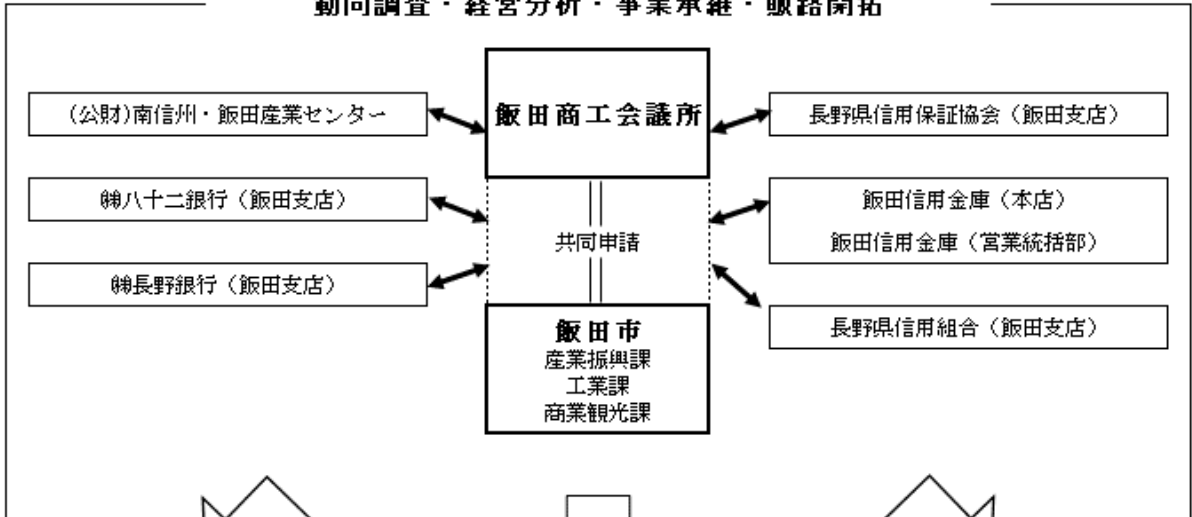 動向調査・経営分析・事業承継・販路開拓
飯田商工会議所
(公財)南信州・飯田産業センター
長野県信用保証協会(飯田支店)
㈱八十二銀行(飯田支店)
飯田信用金庫(本店)
飯田信用金庫(営業統括部)
共同申請
㈱長野銀行(飯田支店)
長野県信用組合(飯田支店)
飯田市
産業振興課
工業課
商業観光課